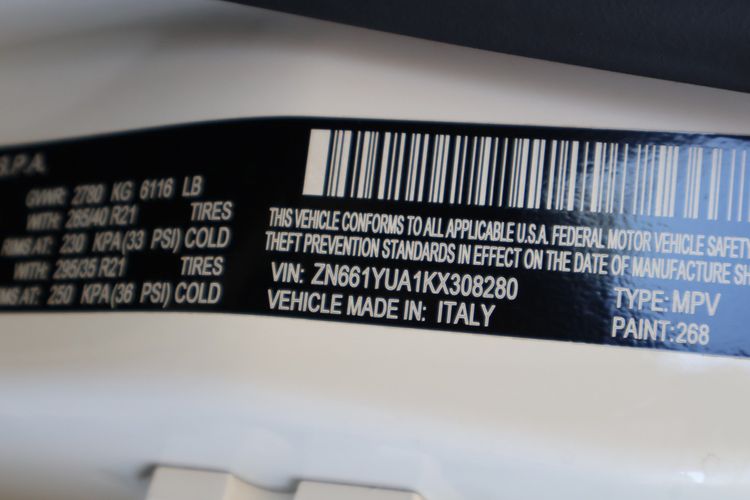 S.P.A.
GVWR: 2780 KG 6116 LB
WITH: 265/40 R21 TIRES
RIMS AT: 230 KPA (33 PSI) COLD
WITH: 295/35 R21 TIRES
RIMS AT: 250 KPA (36 PSI) COLD
THIS VEHICLE CONFORMS TO ALL APPLICABLE U.S.A. FEDERAL MOTOR VEHICLE SAFETY
THEFT PREVENTION STANDARDS IN EFFECT ON THE DATE OF MANUFACTURE SH
VIN: ZN661YUA1KX308280 TYPE: MPV
VEHICLE MADE IN: ITALY PAINT: 268